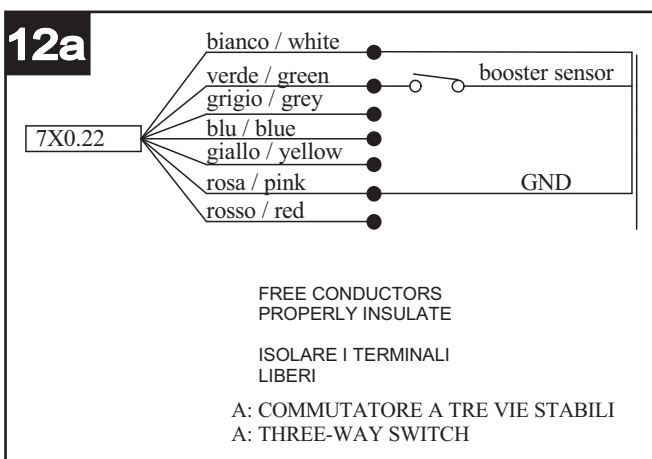 12a
bianco / white
verde / green
booster sensor
grigio / grey
blu / blue
7X0.22
giallo / yellow
rosa / pink
GND
rosso / red
FREE CONDUCTORS
PROPERLY INSULATE
ISOLARE I TERMINALI
LIBERI
A: COMMUTATORE A TRE VIE STABILI
A: THREE-WAY SWITCH